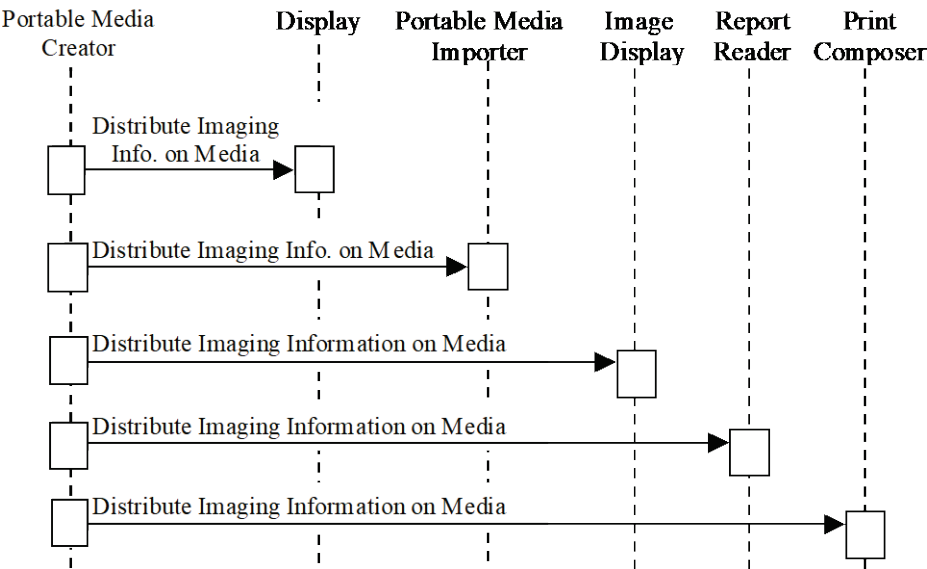 Portable Media
Creator
Display
Portable Media
Importer
Image
Display
Report
Reader
Print
Composer
Distribute Imaging
Info. on Media
Distribute Imaging Info. on Media
Distribute Imaging Information on Media
Distribute Imaging Information on Media
Distribute Imaging Information on Media